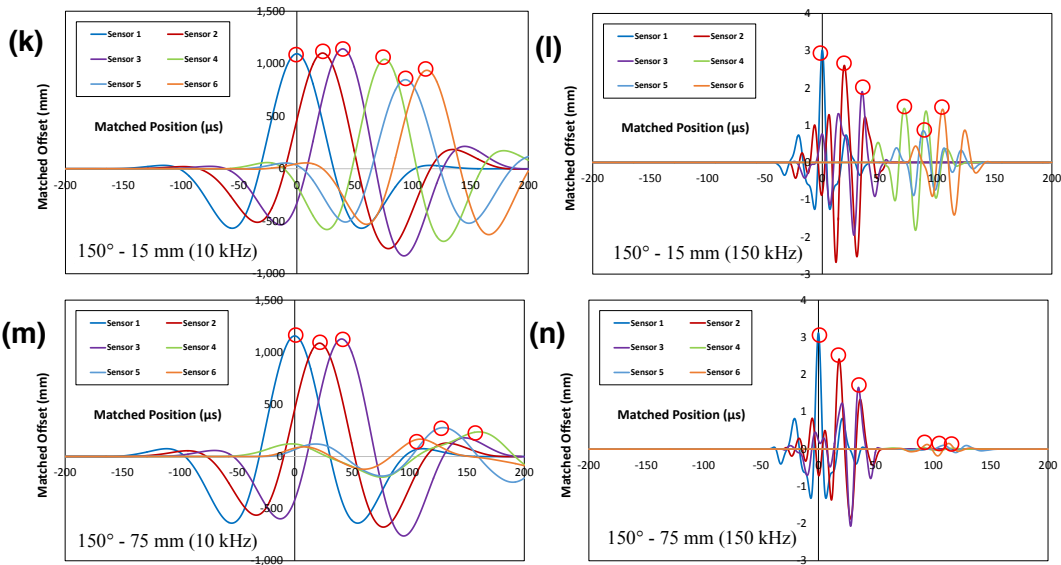 (k)
Matched Offset (mm)
1,500
1,000
500
0
-500
-1,000
Sensor 1 Sensor 2
Sensor 3 Sensor 4
Sensor 5 Sensor 6
Matched Position (µs)
-200 -150 -100 -50 0 50 100 150 200
150° - 15 mm (10 kHz)
(l)
Matched Offset (mm)
4
3
2
1
0
-1
-2
-3
Sensor 1 Sensor 2
Sensor 3 Sensor 4
Sensor 5 Sensor 6
Matched Position (µs)
-200 -150 -100 -50 0 50 100 150 200
150° - 15 mm (150 kHz)
(m)
Matched Offset (mm)
1,500
1,000
500
0
-500
-1,000
Sensor 1 Sensor 2
Sensor 3 Sensor 4
Sensor 5 Sensor 6
Matched Position (µs)
-200 -150 -100 -50 0 50 100 150 200
150° - 75 mm (10 kHz)
(n)
Matched Offset (mm)
4
3
2
1
0
-1
-2
-3
Sensor 1 Sensor 2
Sensor 3 Sensor 4
Sensor 5 Sensor 6
Matched Position (µs)
-200 -150 -100 -50 0 50 100 150 200
150° - 75 mm (150 kHz)